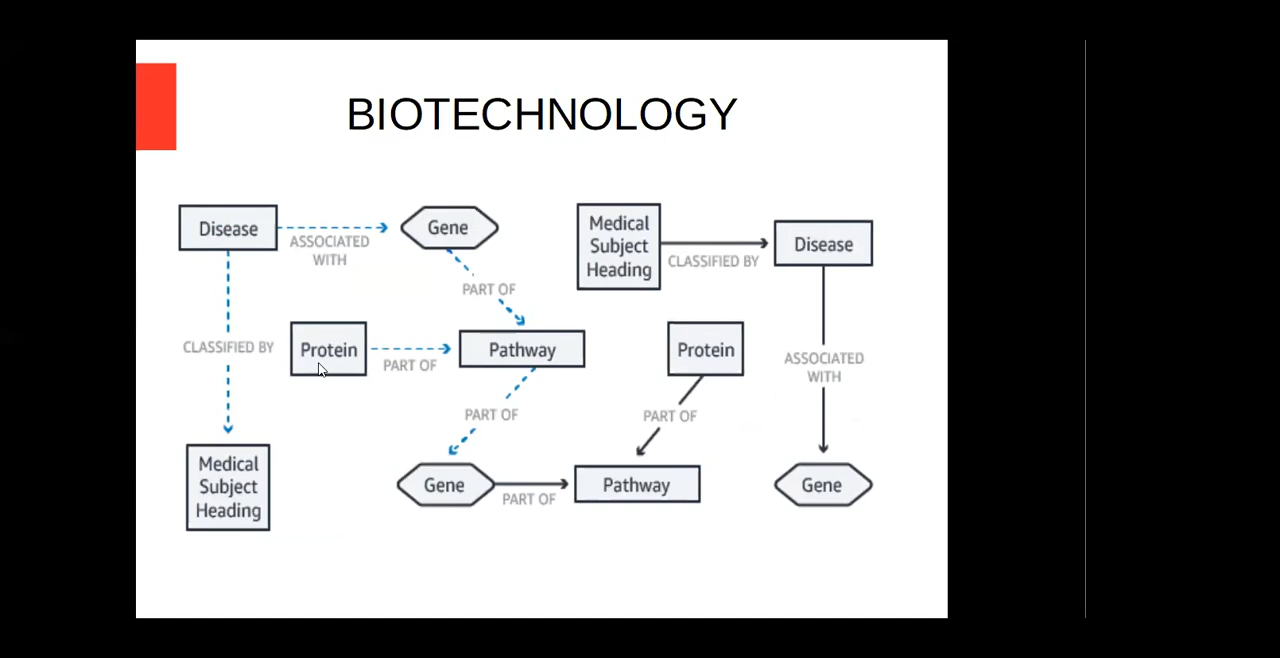 BIOTECHNOLOGY
Disease
ASSOCIATED
WITH
Gene
Medical
Subject
Heading
CLASSIFIED BY
Disease
PART OF
CLASSIFIED BY
Protein
PART OF
Pathway
Protein
ASSOCIATED
WITH
PART OF
PART OF
Medical
Subject
Heading
Gene
PART OF
Pathway
Gene